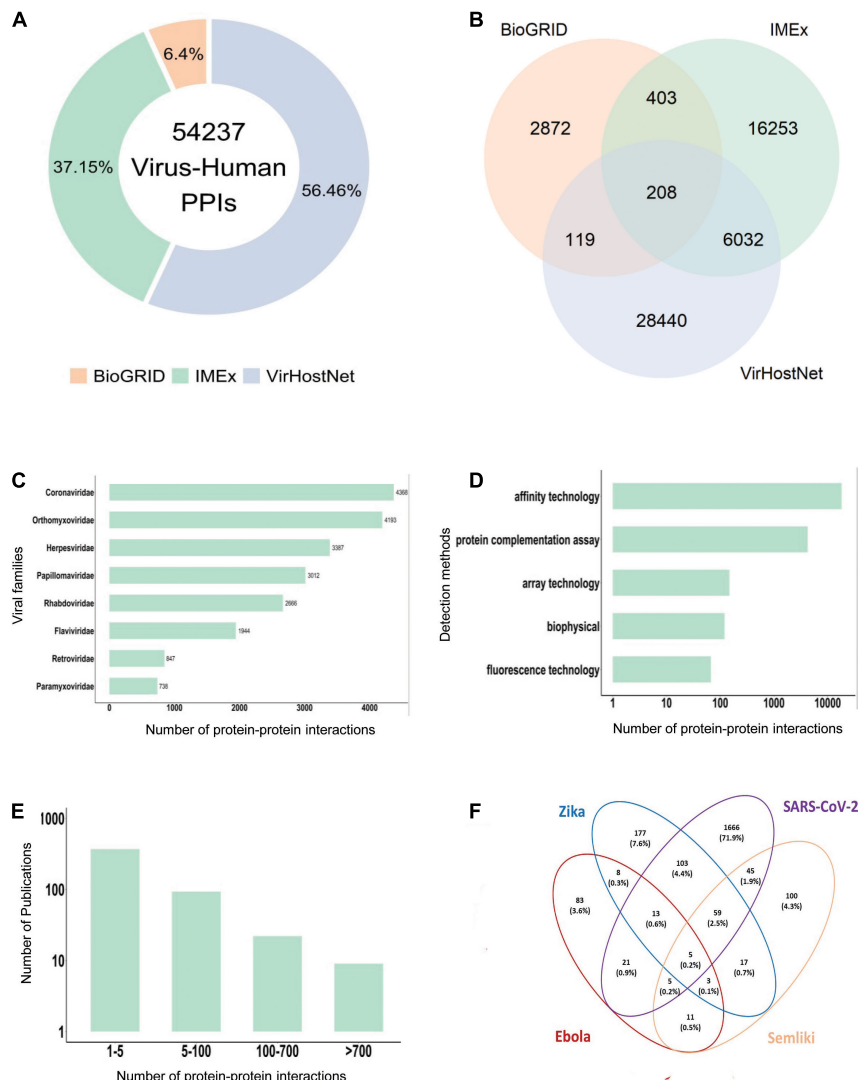 A
6.4%
54237
Virus-Human
PPIs
37.15%
56.46%
BioGRID
IMEx
VirHostNet
B
BioGRID
IMEx
403
2872
16253
208
119
6032
28440
VirHostNet
C
Viral families
Coronaviridae
4368
Orthomyxoviridae
4193
Herpesviridae
3387
Papillomaviridae
3012
Rhabdoviridae
2666
Flaviviridae
1944
Retroviridae
847
Paramyxoviridae
738
0
1000
2000
3000
4000
Number of protein-protein interactions
D
Detection methods
affinity technology
protein complementation assay
array technology
biophysical
fluorescence technology
1
10
100
1000
10000
Number of protein-protein interactions
E
Number of Publications
1000
100
10
1
1-5
5-100
100-700
>700
Number of protein-protein interactions
F
Zika
SARS-CoV-2
177
(7.6%)
1666
(71.9%)
103
(4.4%)
8
(0.3%)
45
(1.9%)
83
(3.6%)
100
(4.3%)
13
(0.6%)
59
(2.5%)
21
(0.9%)
5
(0.2%)
17
(0.7%)
5
(0.2%)
3
(0.1%)
11
(0.5%)
Ebola
Semliki